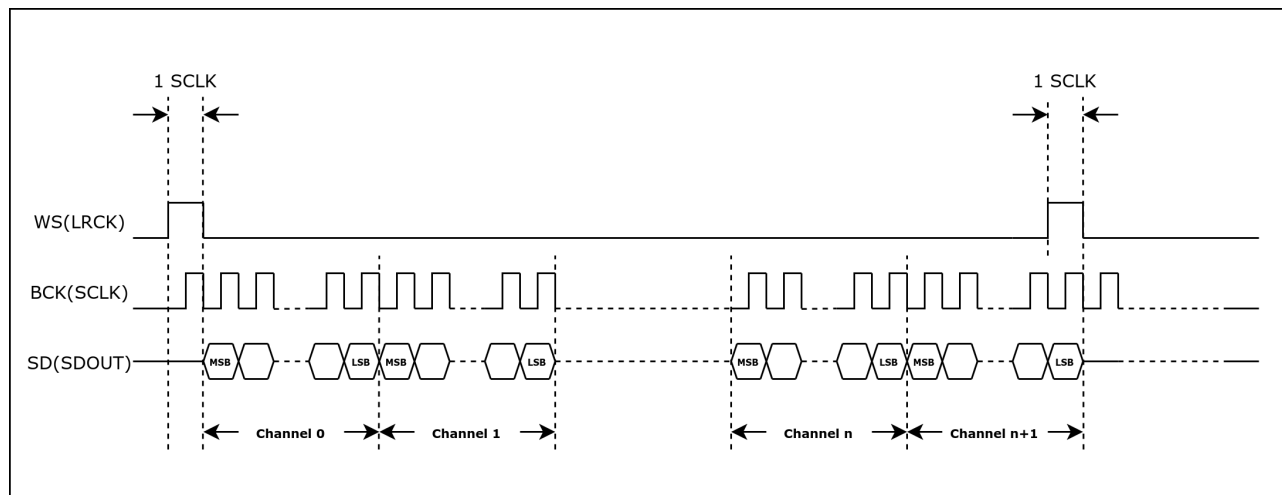 1 SCLK
1 SCLK
WS(LRCK)
BCK(SCLK)
SD(SDOUT)
MSB
LSB
MSB
LSB
MSB
LSB
MSB
LSB
Channel 0
Channel 1
Channel n
Channel n+1